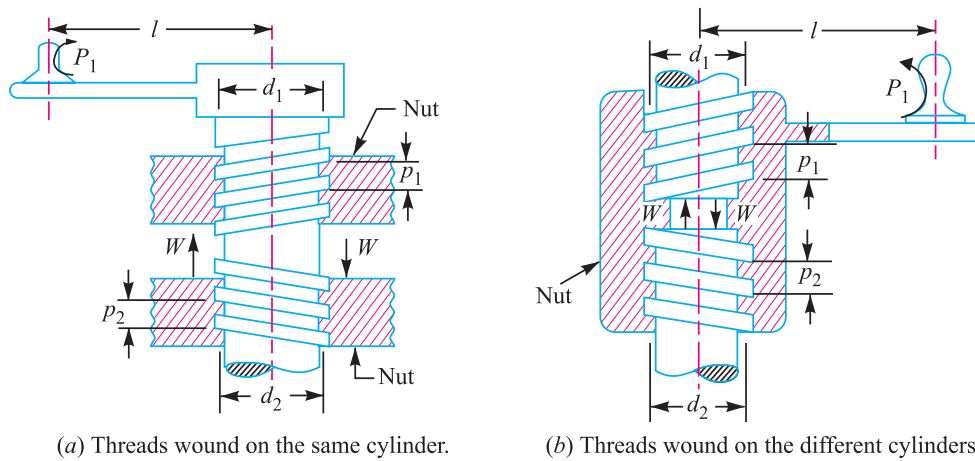 l
P1
d1
Nut
p1
W
W
p2
Nut
d2
(a) Threads wound on the same cylinder.
l
d1
P1
p1
W
W
p2
Nut
d2
(b) Threads wound on the different cylinders